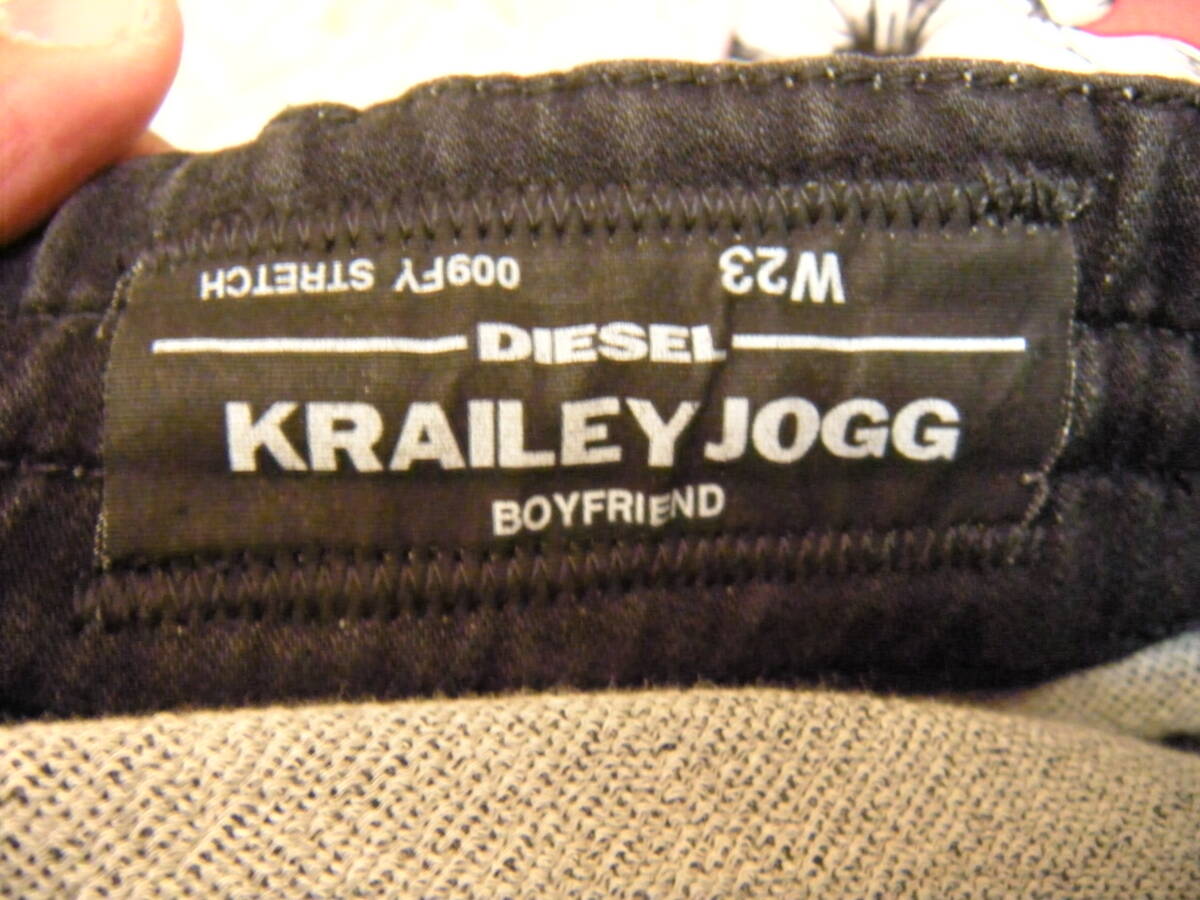 W23 009FY STRETCH
DIESEL
KRAILEYJOGG
BOYFRIEND